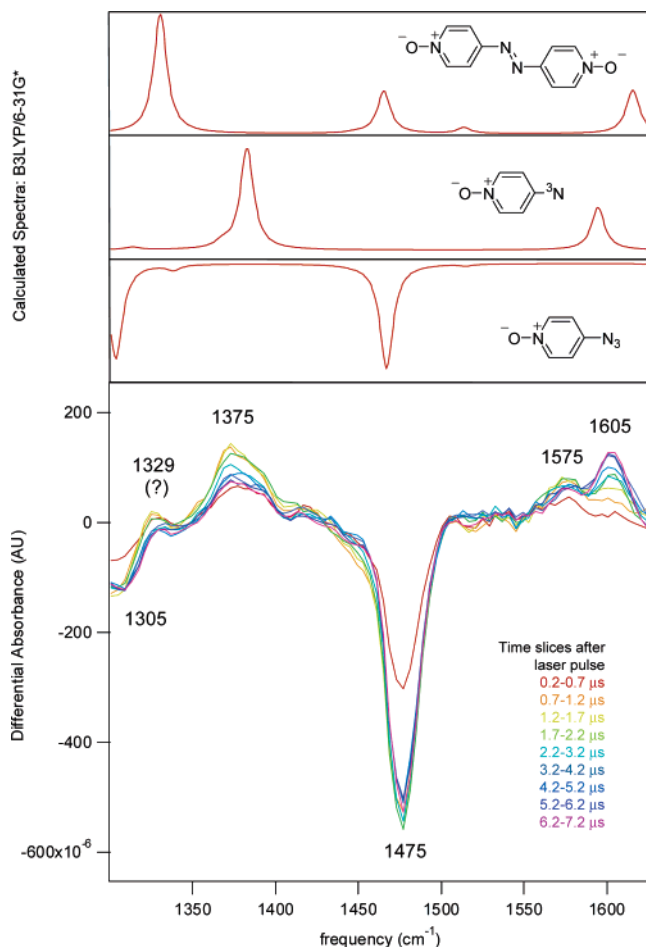 Calculated Spectra: B3LYP/6-31G*
⁻O–N⁺ N N N⁺–O⁻
⁻O–N⁺ ³N
⁻O–N⁺ N₃
Differential Absorbance (AU)
200
0
-200
-400
-600x10⁻⁶
1375
1329
(?)
1305
1475
1575
1605
Time slices after
laser pulse
0.2-0.7 µs
0.7-1.2 µs
1.2-1.7 µs
1.7-2.2 µs
2.2-3.2 µs
3.2-4.2 µs
4.2-5.2 µs
5.2-6.2 µs
6.2-7.2 µs
1350 1400 1450 1500 1550 1600
frequency (cm⁻¹)